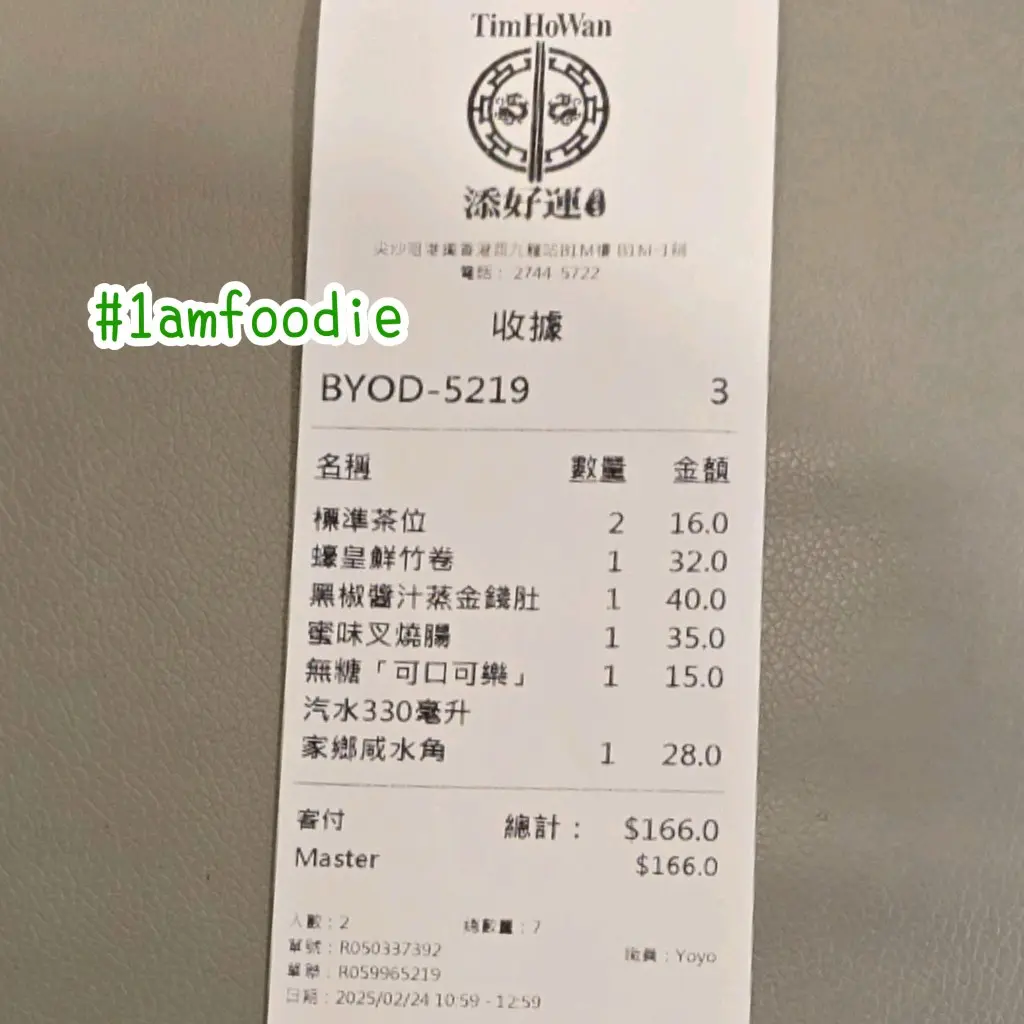 TimHoWan
添好運
電話： 2744 5722
#1amfoodie
收據
BYOD-5219 3
名稱 數量 金額
標準茶位 2 16.0
蠔皇鮮竹卷 1 32.0
黑椒醬汁蒸金錢肚 1 40.0
蜜味叉燒腸 1 35.0
無糖「可口可樂」 1 15.0
汽水330毫升
家鄉咸水角 1 28.0
客付 總計： $166.0
Master $166.0
人數：2 總數量：7
單號：R050337392
職員：Yoyo
單聯：R059965219
日期：2025/02/24 10:59 - 12:59